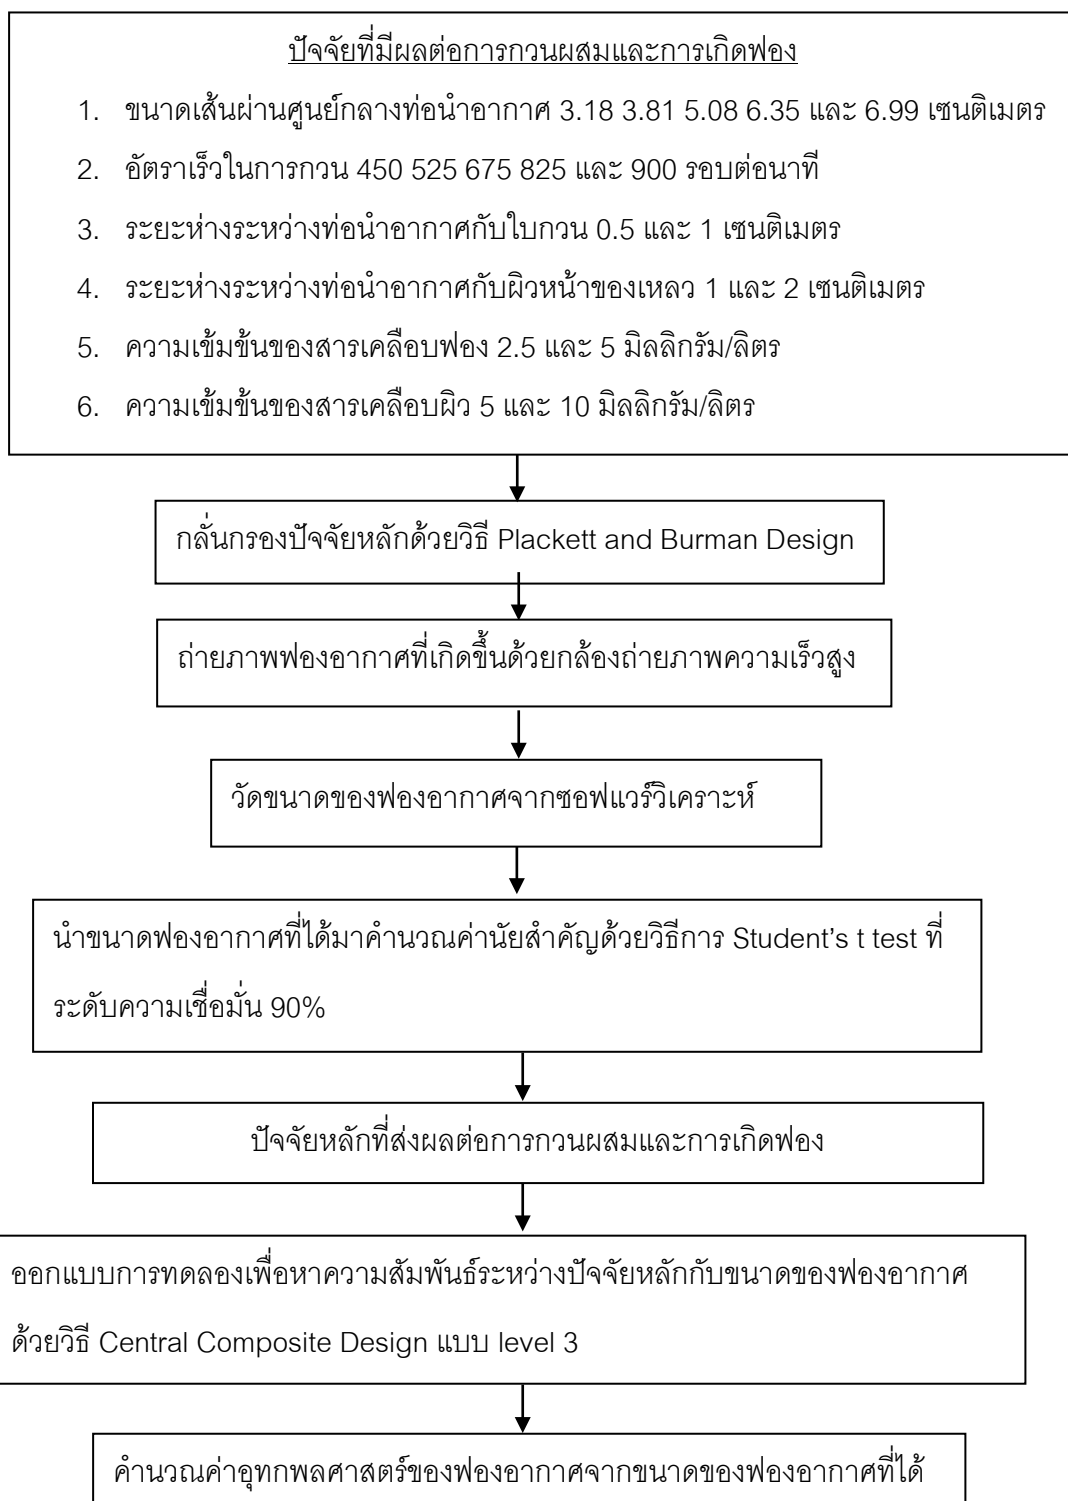 ปัจจัยที่มีผลต่อการกวนผสมและการเกิดฟอง
1. ขนาดเส้นผ่านศูนย์กลางท่อนำอากาศ 3.18 3.81 5.08 6.35 และ 6.99 เซนติเมตร
2. อัตราเร็วในการกวน 450 525 675 825 และ 900 รอบต่อนาที
3. ระยะห่างระหว่างท่อนำอากาศกับใบกวน 0.5 และ 1 เซนติเมตร
4. ระยะห่างระหว่างท่อนำอากาศกับผิวหน้าของเหลว 1 และ 2 เซนติเมตร
5. ความเข้มข้นของสารเคลือบฟอง 2.5 และ 5 มิลลิกรัม/ลิตร
6. ความเข้มข้นของสารเคลือบผิว 5 และ 10 มิลลิกรัม/ลิตร
กลั่นกรองปัจจัยหลักด้วยวิธี Plackett and Burman Design
ถ่ายภาพฟองอากาศที่เกิดขึ้นด้วยกล้องถ่ายภาพความเร็วสูง
วัดขนาดของฟองอากาศจากซอฟแวร์วิเคราะห์
นำขนาดฟองอากาศที่ได้มาคำนวณค่านัยสำคัญด้วยวิธีการ Student’s t test ที่
ระดับความเชื่อมั่น 90%
ปัจจัยหลักที่ส่งผลต่อการกวนผสมและการเกิดฟอง
ออกแบบการทดลองเพื่อหาความสัมพันธ์ระหว่างปัจจัยหลักกับขนาดของฟองอากาศ
ด้วยวิธี Central Composite Design แบบ level 3
คำนวณค่าอุทกพลศาสตร์ของฟองอากาศจากขนาดของฟองอากาศที่ได้